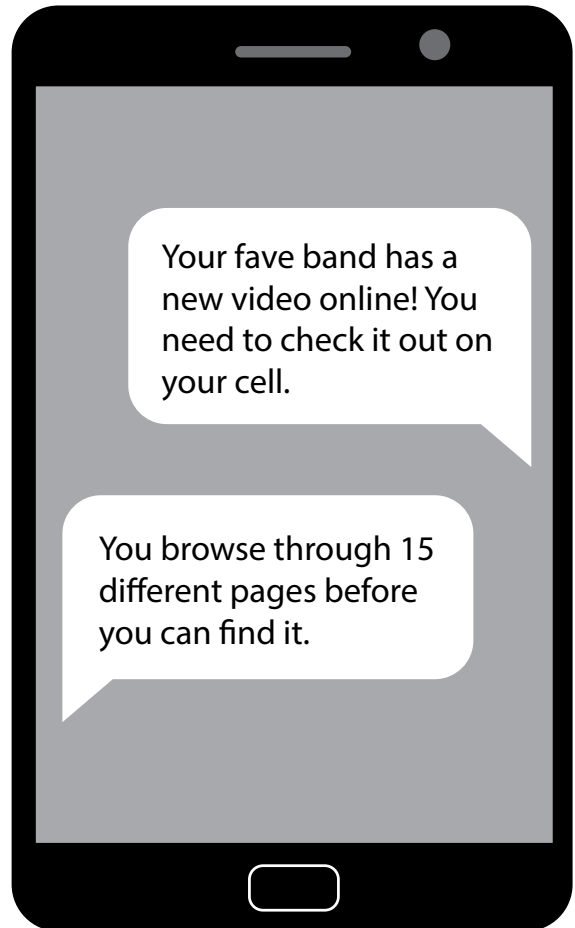 Your fave band has a
new video online! You
need to check it out on
your cell.
You browse through 15
different pages before
you can find it.